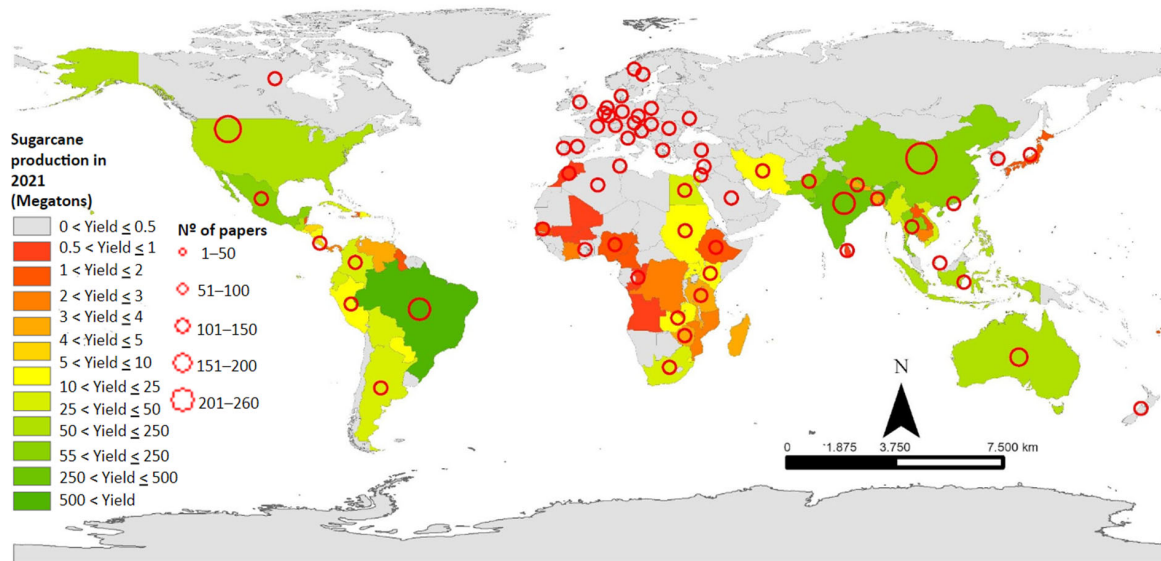 Sugarcane
production in
2021
(Megatons)
0 < Yield ≤ 0.5
0.5 < Yield ≤ 1
1 < Yield ≤ 2
2 < Yield ≤ 3
3 < Yield ≤ 4
4 < Yield ≤ 5
5 < Yield ≤ 10
10 < Yield ≤ 25
25 < Yield ≤ 50
50 < Yield ≤ 250
55 < Yield ≤ 250
250 < Yield ≤ 500
500 < Yield
Nº of papers
1–50
51–100
101–150
151–200
201–260
N
0 1.875 3.750 7.500 km